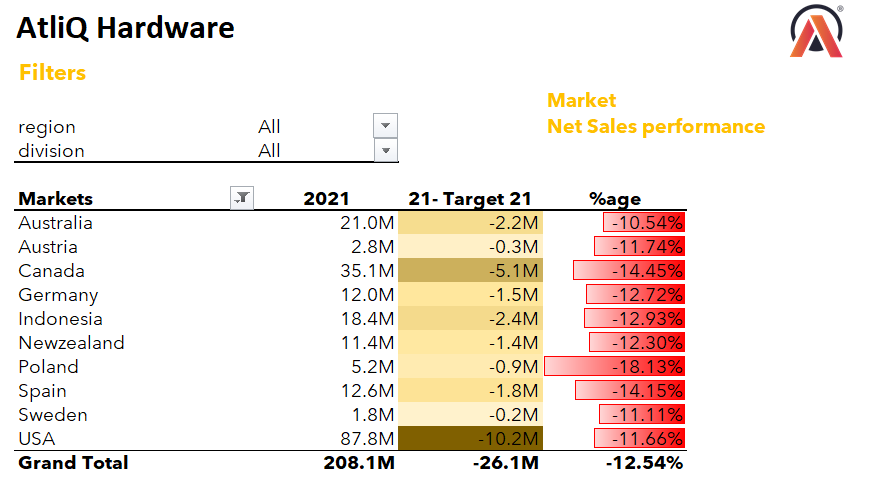 AtliQ Hardware
®
Filters
Market
Net Sales performance
region All
division All
Markets 2021 21- Target 21 %age
Australia 21.0M -2.2M -10.54%
Austria 2.8M -0.3M -11.74%
Canada 35.1M -5.1M -14.45%
Germany 12.0M -1.5M -12.72%
Indonesia 18.4M -2.4M -12.93%
Newzealand 11.4M -1.4M -12.30%
Poland 5.2M -0.9M -18.13%
Spain 12.6M -1.8M -14.15%
Sweden 1.8M -0.2M -11.11%
USA 87.8M -10.2M -11.66%
Grand Total 208.1M -26.1M -12.54%